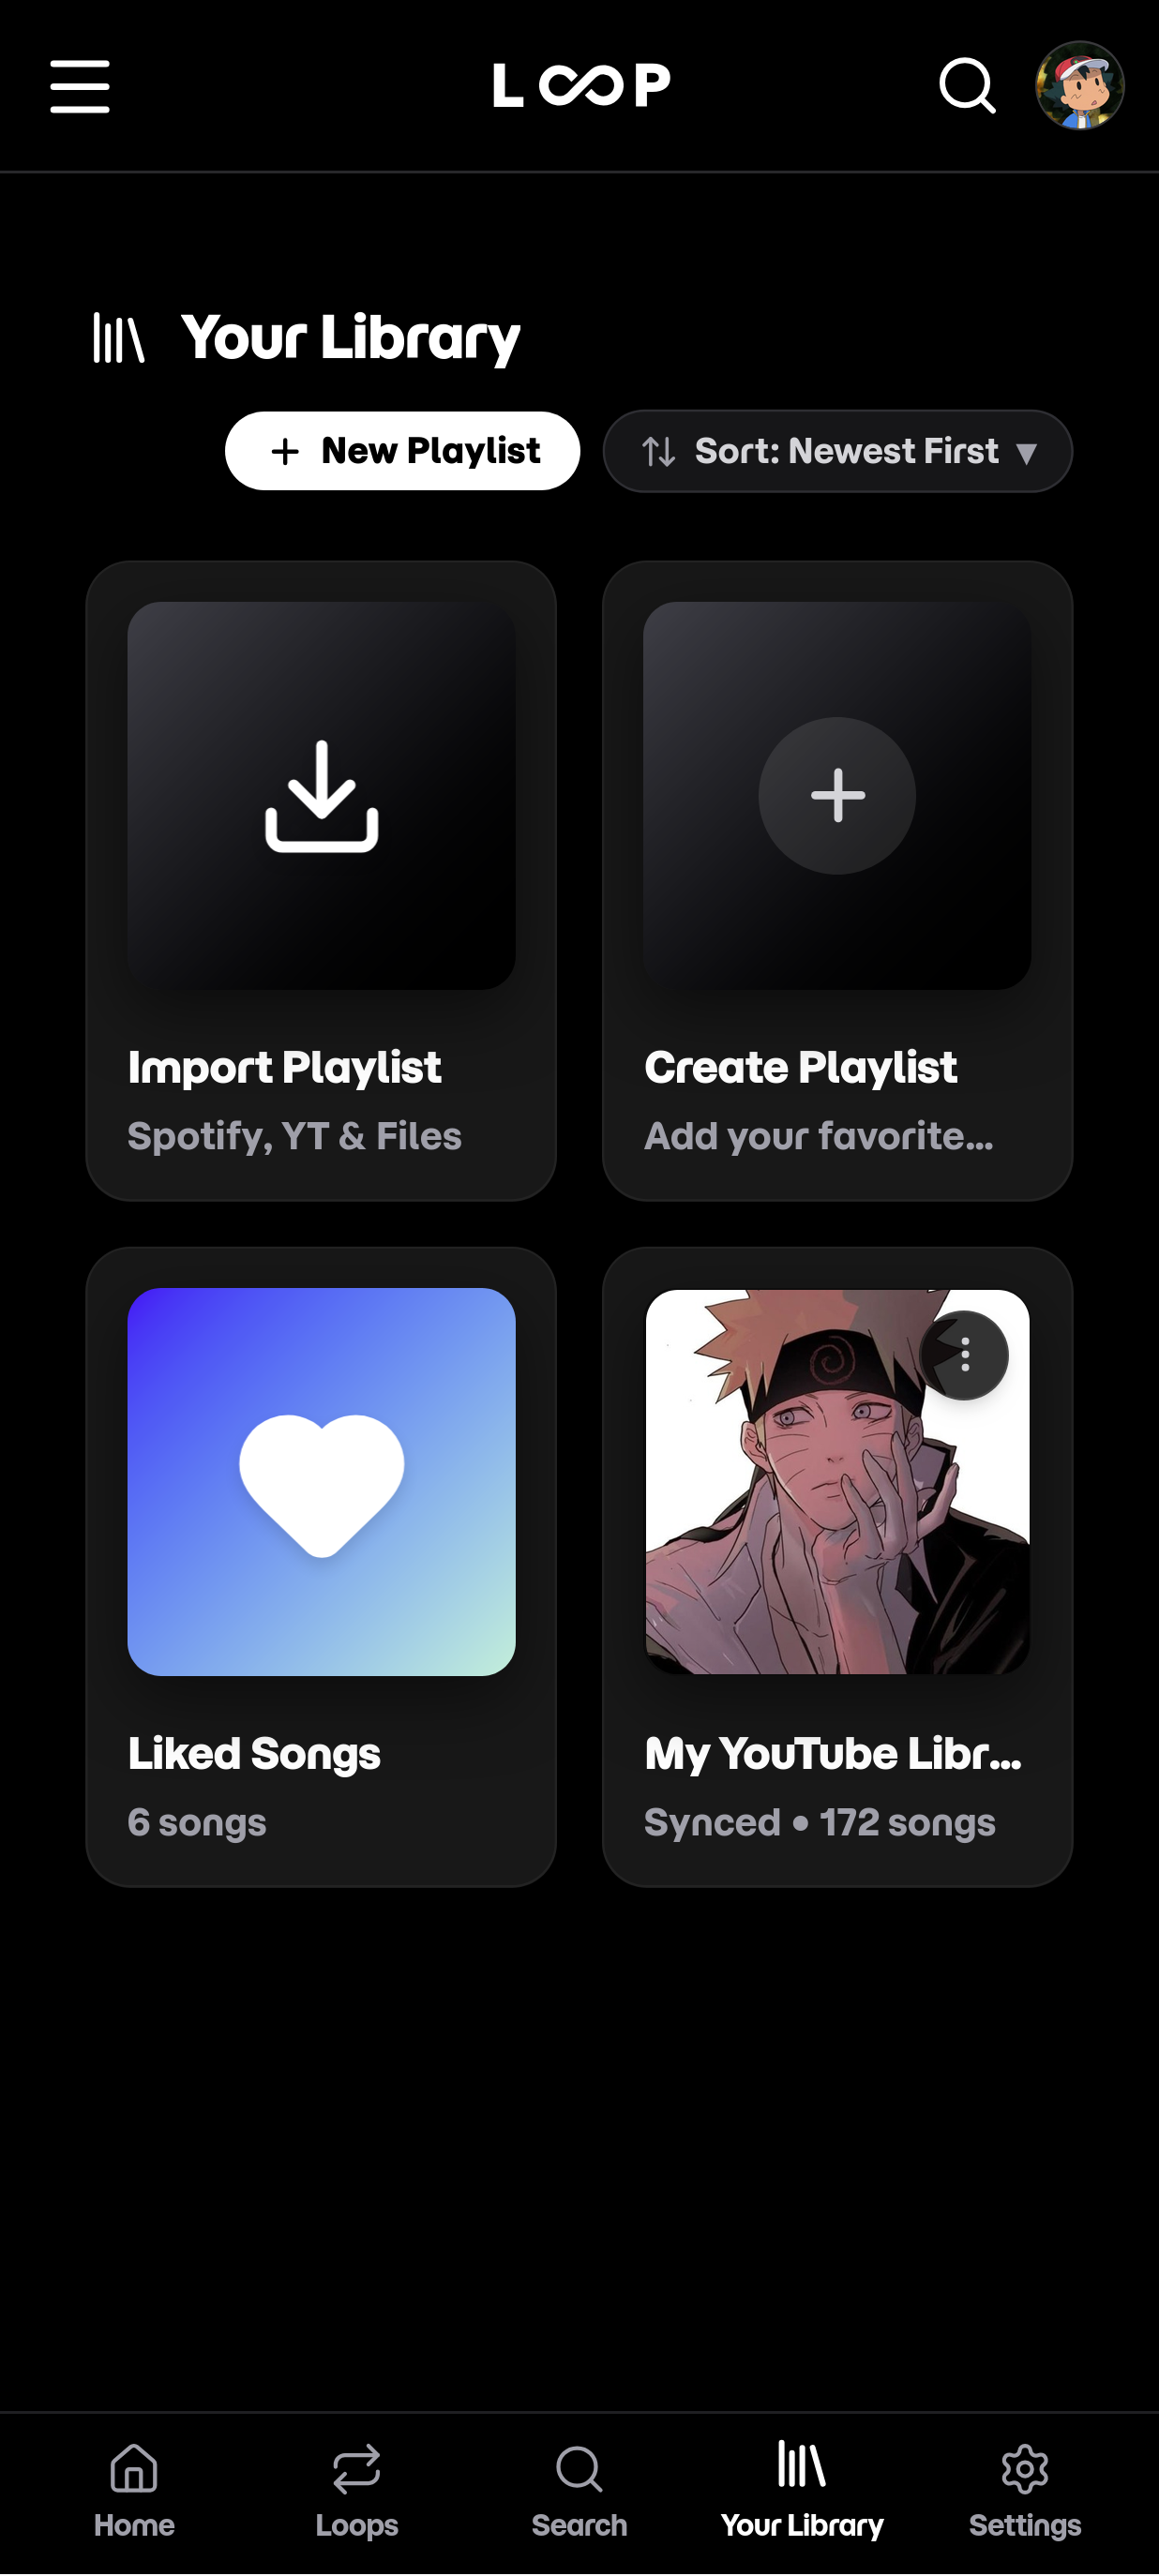 LOOP
Your Library
New Playlist
Sort: Newest First ▼
Import Playlist
Spotify, YT & Files
Create Playlist
Add your favorite...
Liked Songs
6 songs
My YouTube Libr...
Synced • 172 songs
Home
Loops
Search
Your Library
Settings